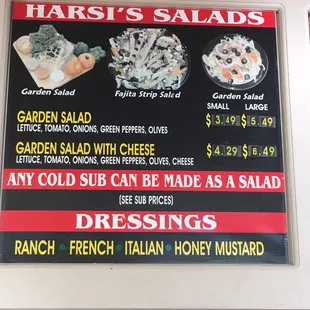 HARSI'S SALADS
Garden Salad
Fajita Strip Salad
Garden Salad
SMALL LARGE
GARDEN SALAD $3.49 $5.49
LETTUCE, TOMATO, ONIONS, GREEN PEPPERS, OLIVES
GARDEN SALAD WITH CHEESE $4.29 $6.49
LETTUCE, TOMATO, ONIONS, GREEN PEPPERS, OLIVES, CHEESE
ANY COLD SUB CAN BE MADE AS A SALAD
(SEE SUB PRICES)
DRESSINGS
RANCH • FRENCH • ITALIAN • HONEY MUSTARD